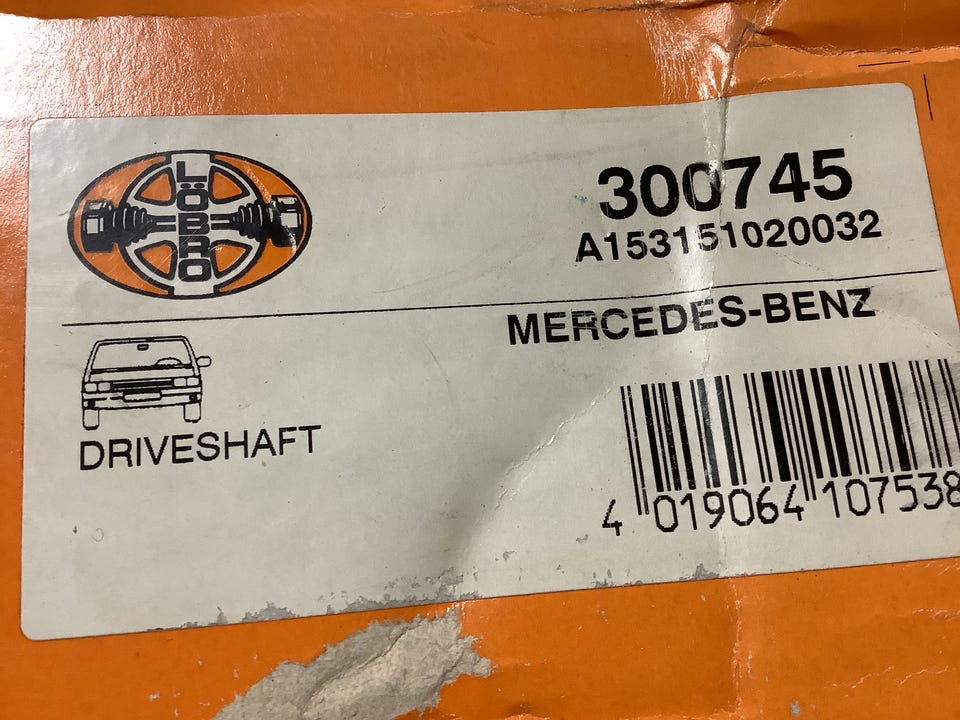 LÖBRO
300745
A153151020032
MERCEDES-BENZ
DRIVESHAFT
4 019064 107538